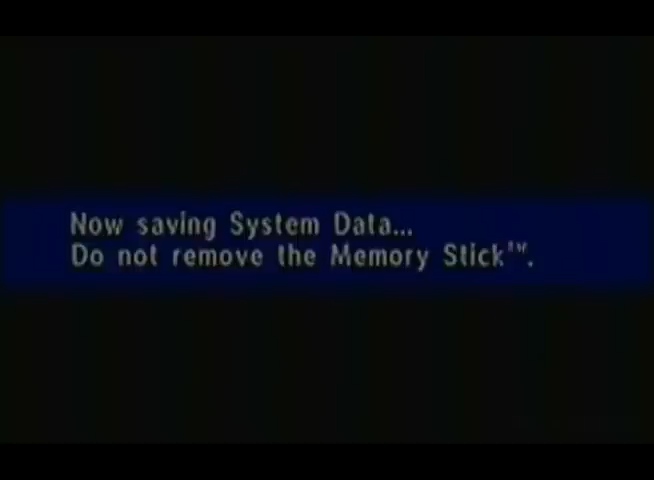 Now saving System Data...
Do not remove the Memory Stick™.